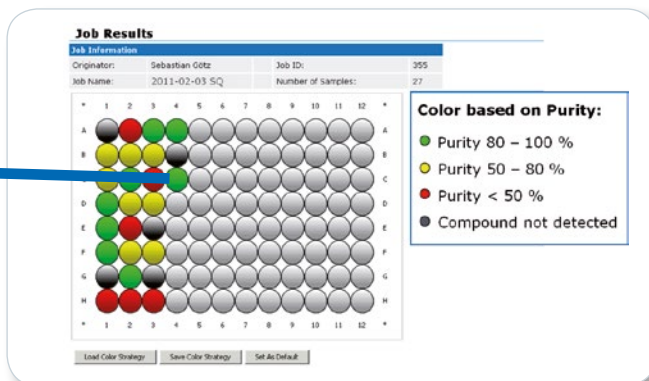 Job Results
Job Information
Originator: Sebastian Götz Job ID: 355
Job Name: 2011-02-03 SQ Number of Samples: 27
* 1 2 3 4 5 6 7 8 9 10 11 12 *
A A
B B
C
D D
E E
F F
G G
H H
* 1 2 3 4 5 6 7 8 9 10 11 12 *
Load Color Strategy Save Color Strategy Set As Default
Color based on Purity:
Purity 80 – 100 %
Purity 50 – 80 %
Purity < 50 %
Compound not detected